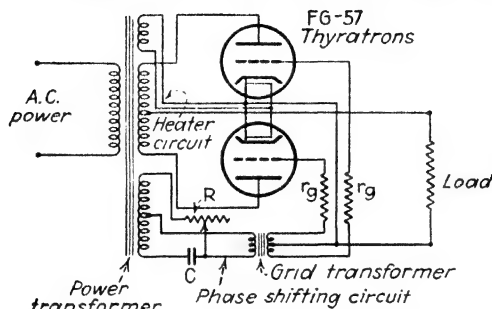 FG-57
Thyratrons
A.C.
power
Heater
circuit
R
rg
rg
Load
C
Grid transformer
Power
transformer
Phase shifting circuit